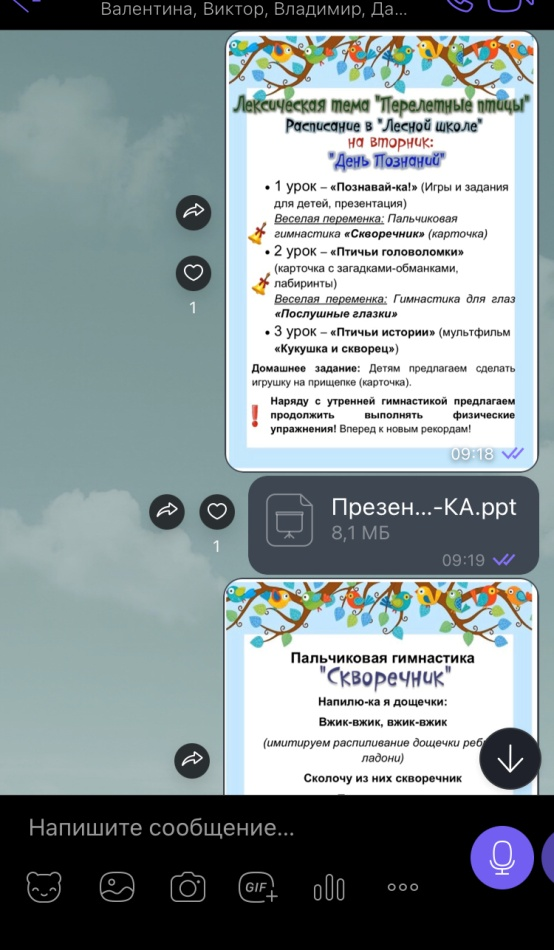 Валентина, Виктор, Владимир, Да...
Лексическая тема "Перелетные птицы"
Расписание в "Лесной школе"
на вторник:
"День Познаний"
• 1 урок – «Познавай-ка!» (Игры и задания
для детей, презентация)
Веселая переменка: Пальчиковая
гимнастика «Скворечник» (карточка)
• 2 урок – «Птичьи головоломки»
(карточка с загадками-обманками,
лабиринты)
Веселая переменка: Гимнастика для глаз
«Послушные глазки»
• 3 урок – «Птичьи истории» (мультфильм
«Кукушка и скворец»)
Домашнее задание: Детям предлагаем сделать
игрушку на прищепке (карточка).
Наряду с утренней гимнастикой предлагаем
продолжить выполнять физические
упражнения! Вперед к новым рекордам!
09:18
1
Презен...-КА.ppt
8,1 МБ
09:19
1
Пальчиковая гимнастика
"Скворечник"
Напилю-ка я дощечки:
Вжик-вжик, вжик-вжик
(имитируем распиливание дощечки
ладони)
Сколочу из них скворечник
Напишите сообщение...
GIF